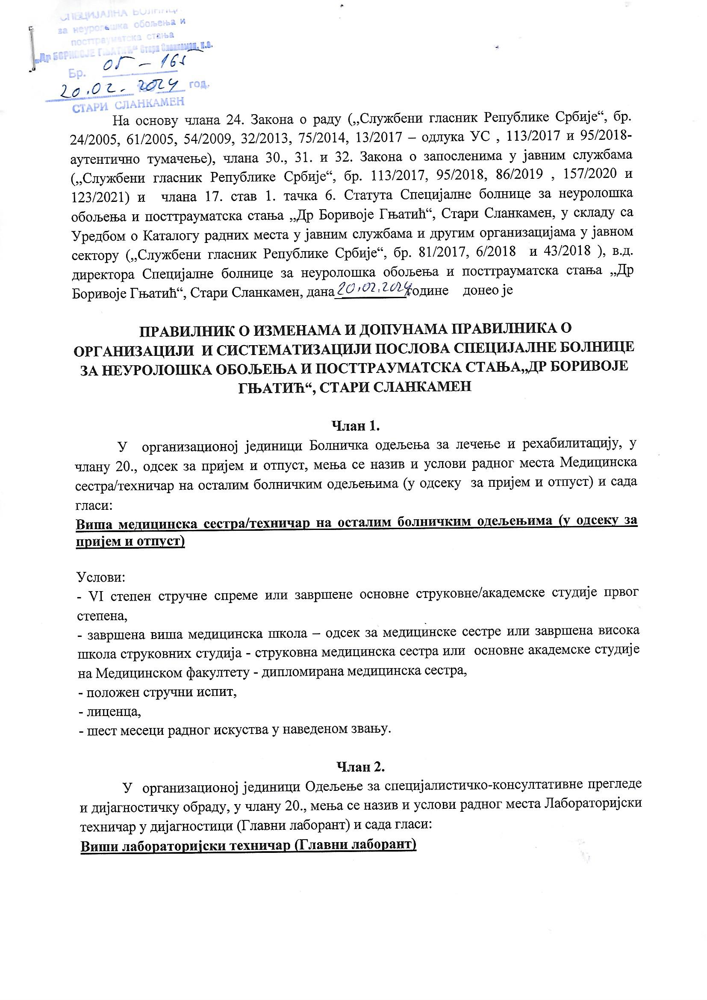 СПЕЦИЈАЛНА БОЛНИЦА
за неуролошка обољења и
посттрауматска стања
„Др БОРИВОЈЕ ГЊАТИЋ“ Стари Сланкамен, п.о.
Бр. 05-165
20.02. 2024 год.
СТАРИ СЛАНКАМЕН
На основу члана 24. Закона о раду („Службени гласник Републике Србије“, бр.
24/2005, 61/2005, 54/2009, 32/2013, 75/2014, 13/2017 – одлука УС , 113/2017 и 95/2018-
аутентично тумачење), члана 30., 31. и 32. Закона о запосленима у јавним службама
(„Службени гласник Републике Србије“, бр. 113/2017, 95/2018, 86/2019 , 157/2020 и
123/2021) и члана 17. став 1. тачка 6. Статута Специјалне болнице за неуролошка
обољења и посттрауматска стања „Др Боривоје Гњатић“, Стари Сланкамен, у складу са
Уредбом о Каталогу радних места у јавним службама и другим организацијама у јавном
сектору („Службени гласник Републике Србије“, бр. 81/2017, 6/2018 и 43/2018 ), в.д.
директора Специјалне болнице за неуролошка обољења и посттрауматска стања „Др
Боривоје Гњатић“, Стари Сланкамен, дана 20.02.2024 године донео је
ПРАВИЛНИК О ИЗМЕНАМА И ДОПУНАМА ПРАВИЛНИКА О
ОРГАНИЗАЦИЈИ И СИСТЕМАТИЗАЦИЈИ ПОСЛОВА СПЕЦИЈАЛНЕ БОЛНИЦЕ
ЗА НЕУРОЛОШКА ОБОЉЕЊА И ПОСТТРАУМАТСКА СТАЊА„ДР БОРИВОЈЕ
ГЊАТИЋ“, СТАРИ СЛАНКАМЕН
Члан 1.
У организационој јединици Болничка одељења за лечење и рехабилитацију, у
члану 20., одсек за пријем и отпуст, мења се назив и услови радног места Медицинска
сестра/техничар на осталим болничким одељењима (у одсеку за пријем и отпуст) и сада
гласи:
Виша медицинска сестра/техничар на осталим болничким одељењима (у одсеку за
пријем и отпуст)
Услови:
- VI степен стручне спреме или завршене основне струковне/академске студије првог
степена,
- завршена виша медицинска школа – одсек за медицинске сестре или завршена висока
школа струковних студија - струковна медицинска сестра или основне академске студије
на Медицинском факултету - дипломирана медицинска сестра,
- положен стручни испит,
- лиценца,
- шест месеци радног искуства у наведеном звању.
Члан 2.
У организационој јединици Одељење за специјалистичко-консултативне прегледе
и дијагностичку обраду, у члану 20., мења се назив и услови радног места Лабораторијски
техничар у дијагностици (Главни лаборант) и сада гласи:
Виши лабораторијски техничар (Главни лаборант)